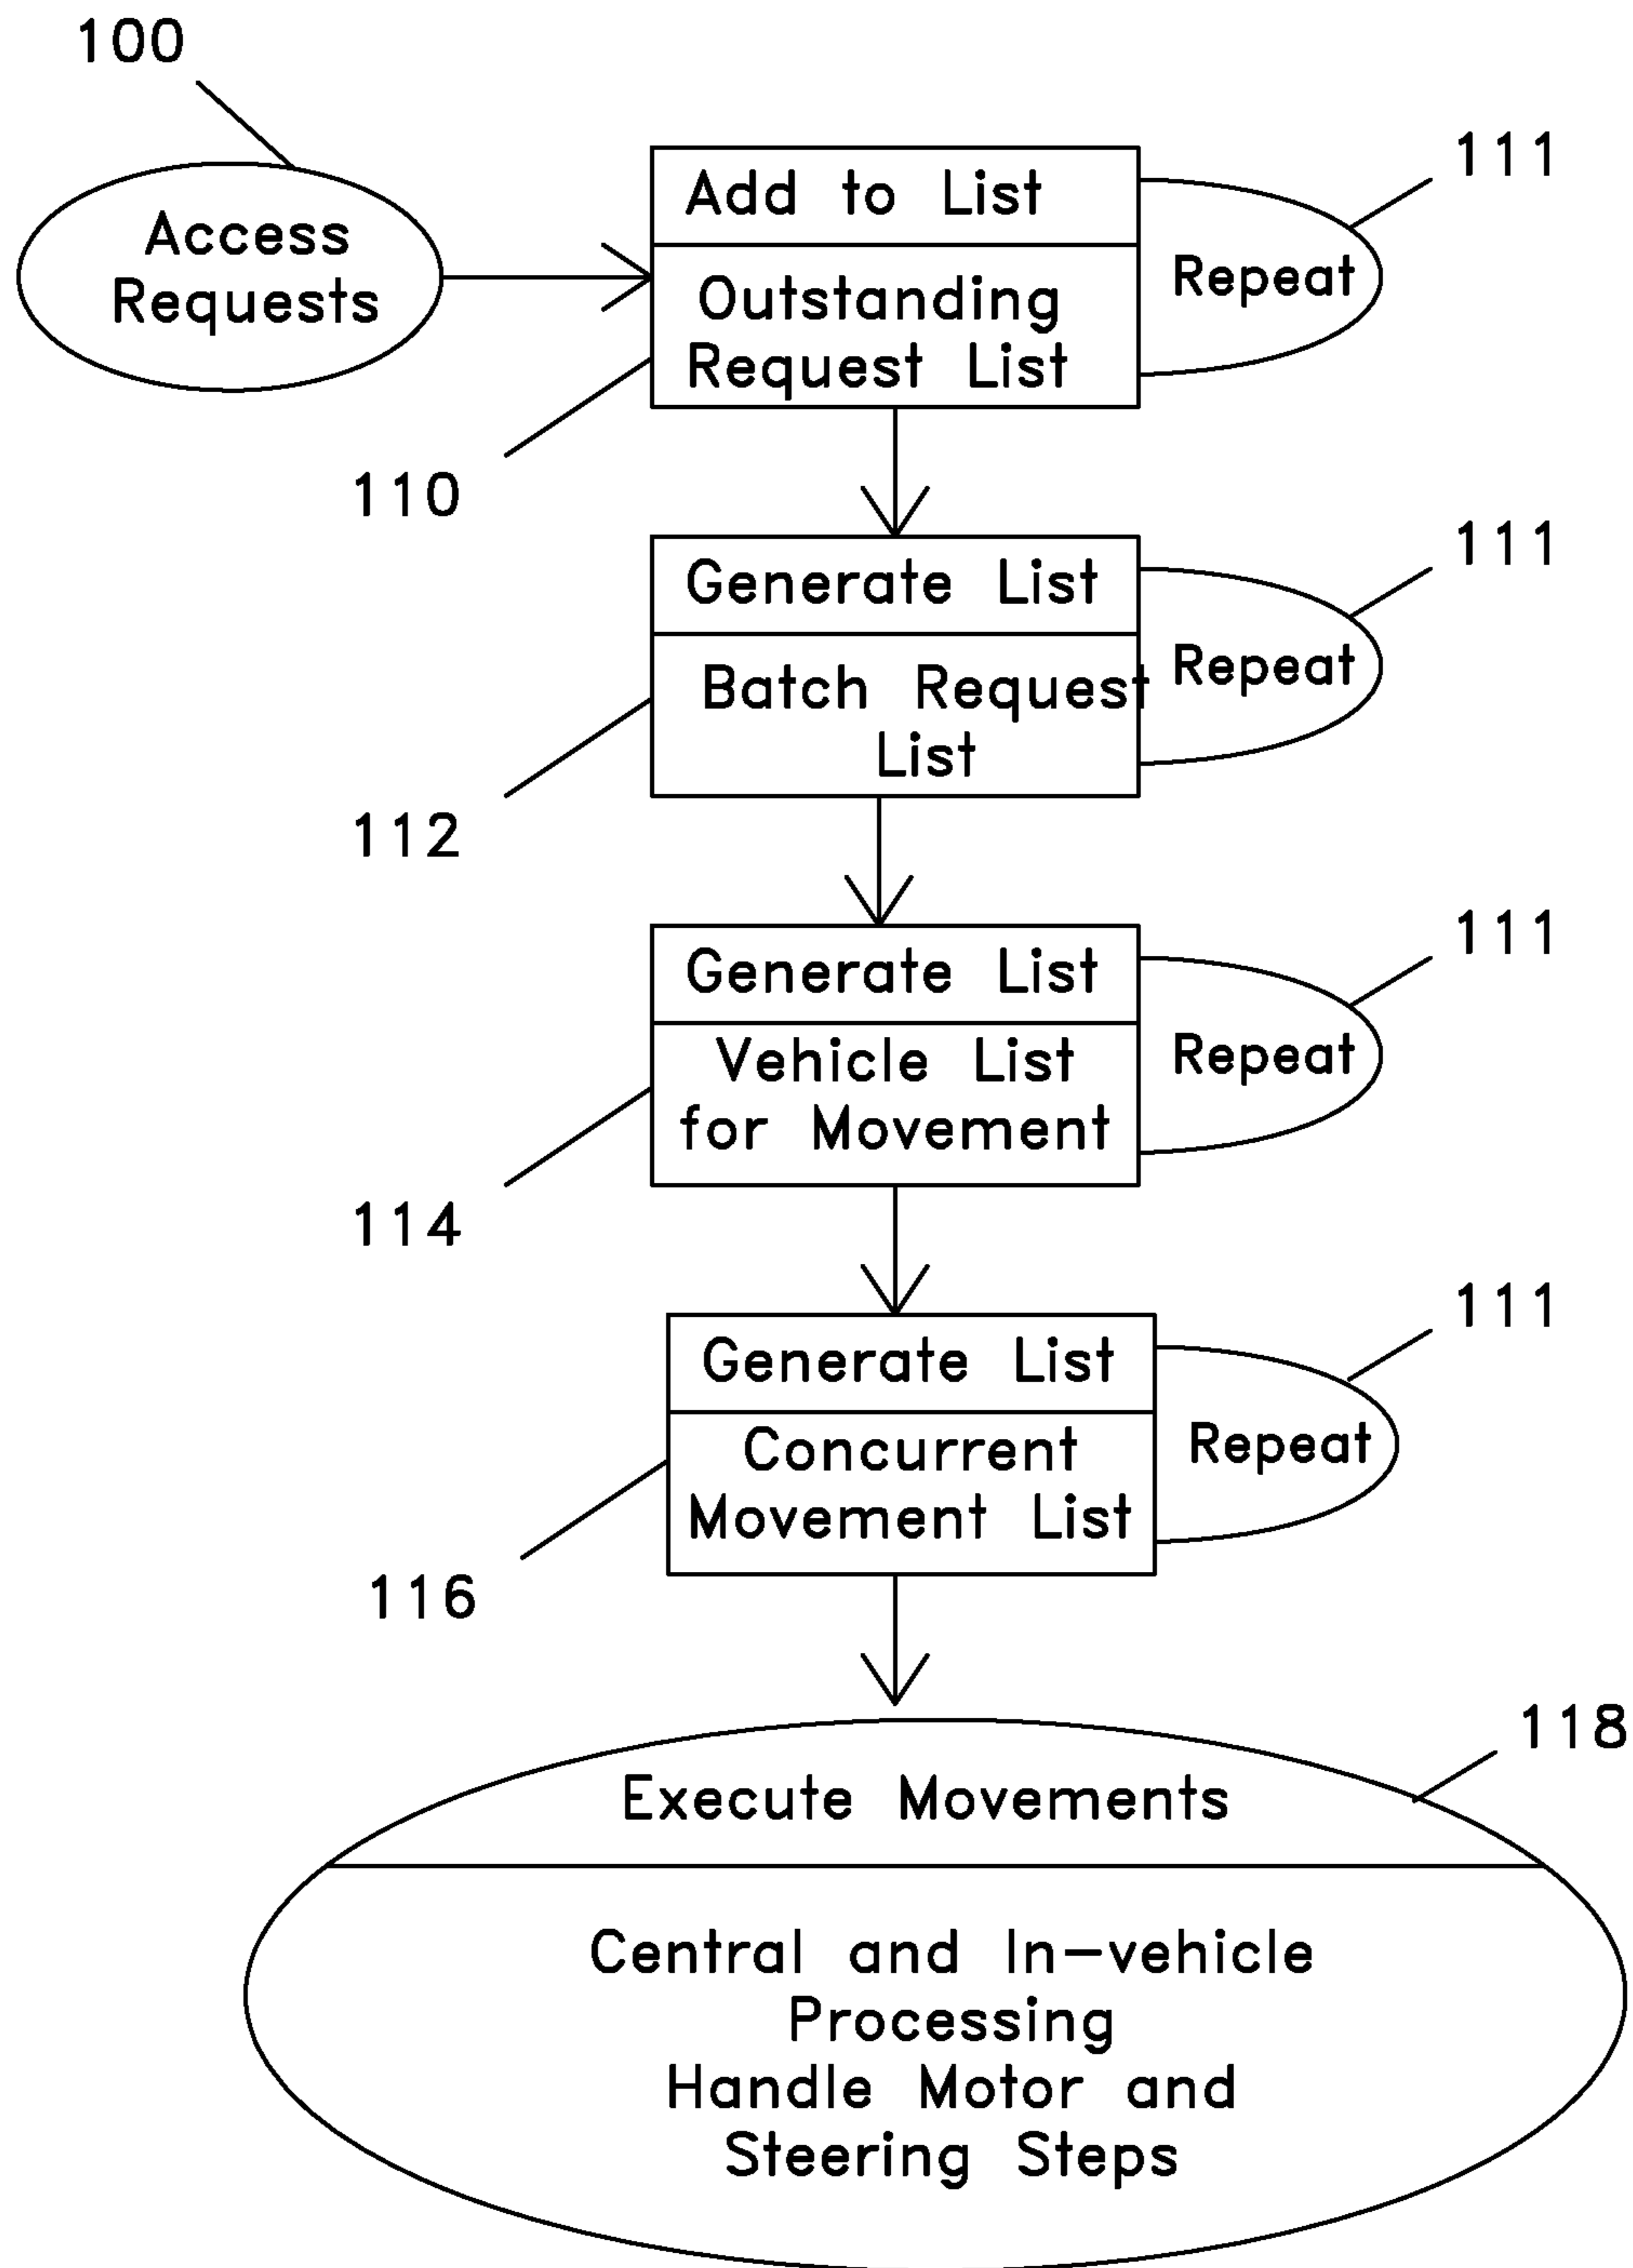 100
Access
Requests
Add to List
Outstanding
Request List
Repeat
111
110
Generate List
Batch Request
List
Repeat
111
112
Generate List
Vehicle List
for Movement
Repeat
111
114
Generate List
Concurrent
Movement List
Repeat
111
116
118
Execute Movements
Central and In-vehicle
Processing
Handle Motor and
Steering Steps